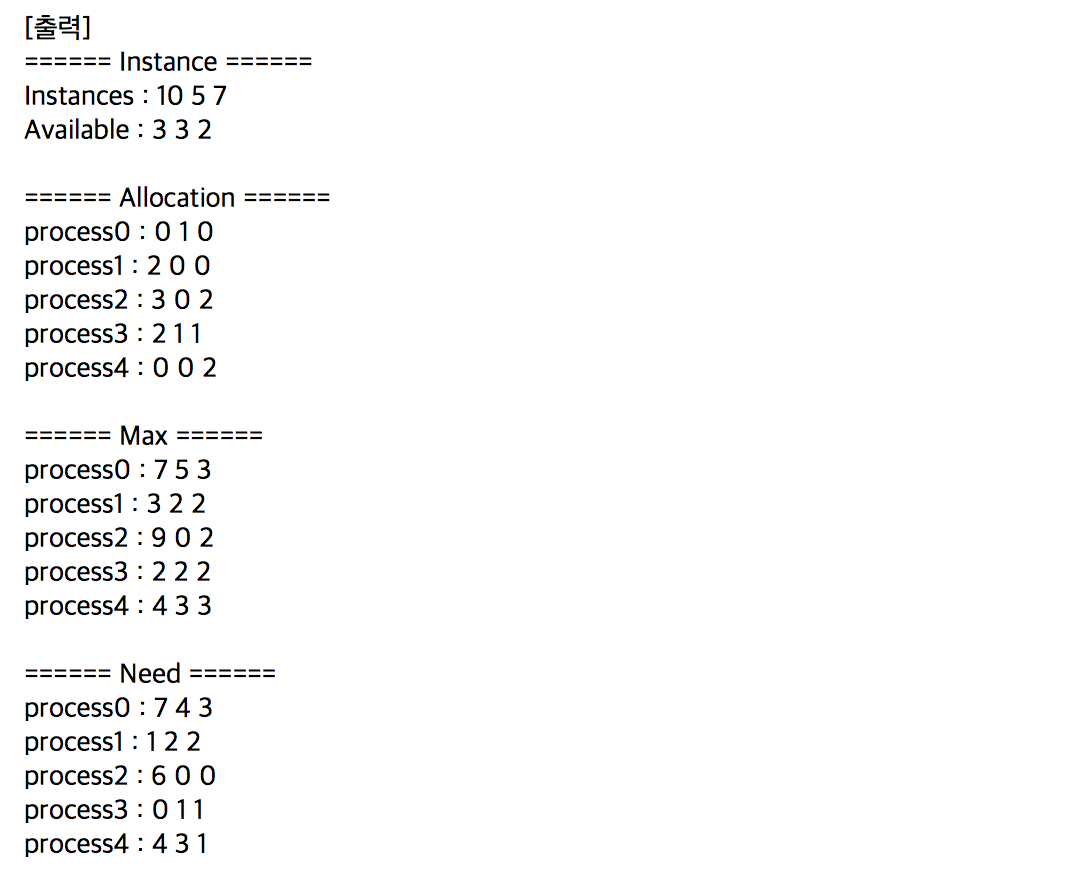 [출력]
====== Instance ======
Instances : 10 5 7
Available : 3 3 2
====== Allocation ======
process0 : 0 1 0
process1 : 2 0 0
process2 : 3 0 2
process3 : 2 1 1
process4 : 0 0 2
====== Max ======
process0 : 7 5 3
process1 : 3 2 2
process2 : 9 0 2
process3 : 2 2 2
process4 : 4 3 3
====== Need ======
process0 : 7 4 3
process1 : 1 2 2
process2 : 6 0 0
process3 : 0 1 1
process4 : 4 3 1